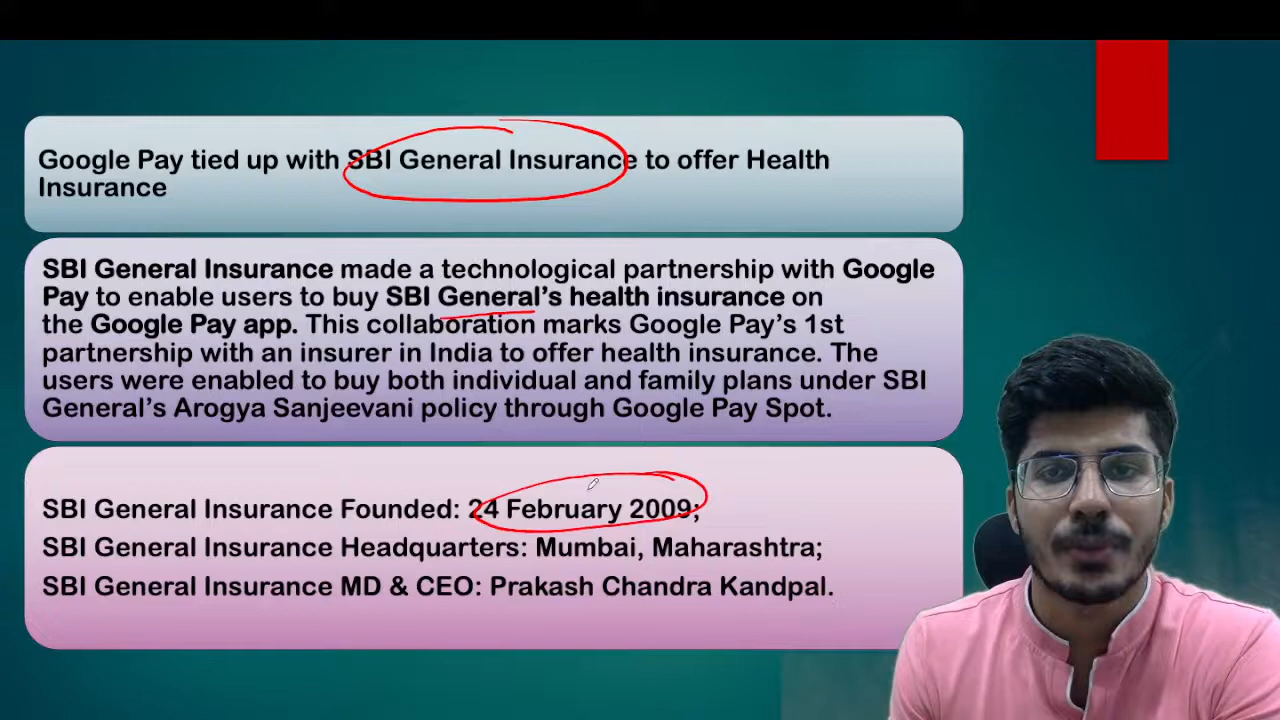 Google Pay tied up with SBI General Insurance to offer Health
Insurance
SBI General Insurance made a technological partnership with Google
Pay to enable users to buy SBI General's health insurance on
the Google Pay app. This collaboration marks Google Pay's 1st
partnership with an insurer in India to offer health insurance. The
users were enabled to buy both individual and family plans under SBI
General's Arogya Sanjeevani policy through Google Pay Spot.
SBI General Insurance Founded: 24 February 2009;
SBI General Insurance Headquarters: Mumbai, Maharashtra;
SBI General Insurance MD & CEO: Prakash Chandra Kandpal.